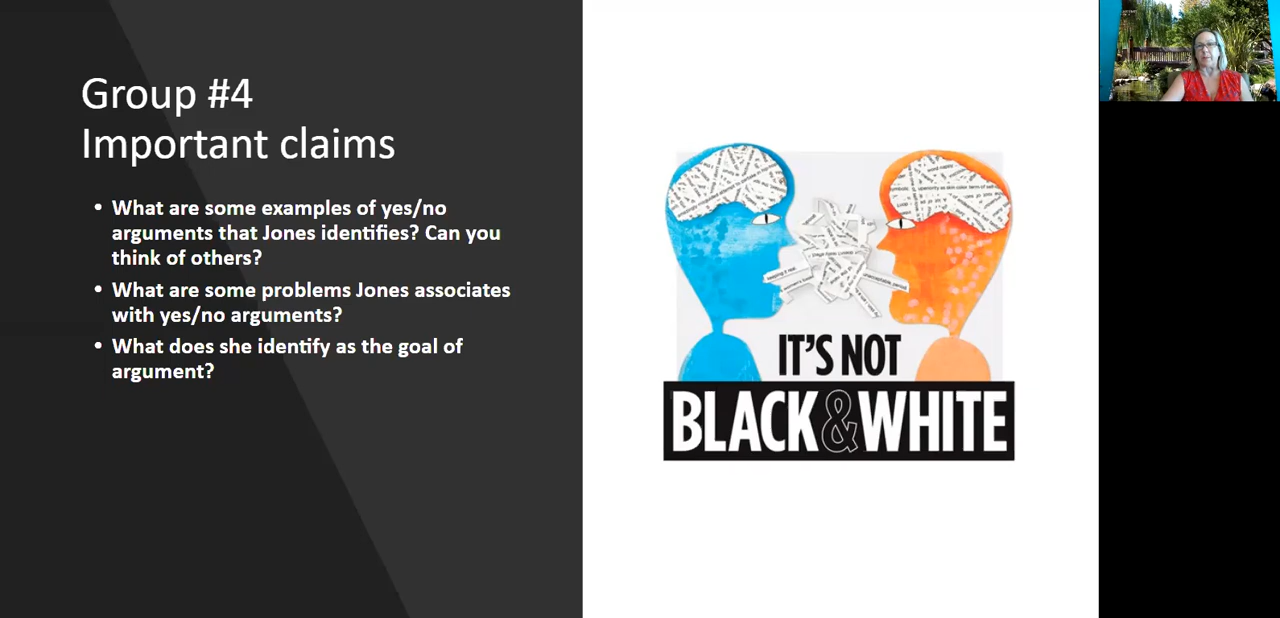 Group #4
Important claims
• What are some examples of yes/no
arguments that Jones identifies? Can you
think of others?
• What are some problems Jones associates
with yes/no arguments?
• What does she identify as the goal of
argument?
IT'S NOT
BLACK & WHITE